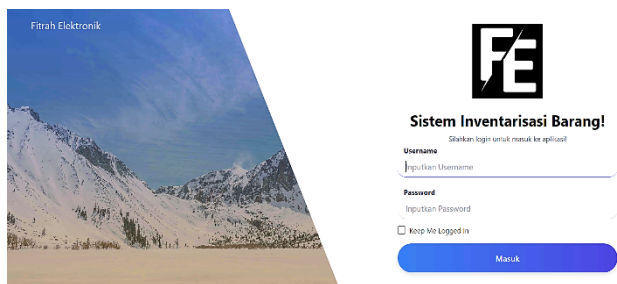 Fitrah Elektronik
FE
Sistem Inventarisasi Barang!
Silahkan login untuk masuk ke aplikasi!
Username
Inputkan Username
Password
Inputkan Password
Keep Me Logged In
Masuk